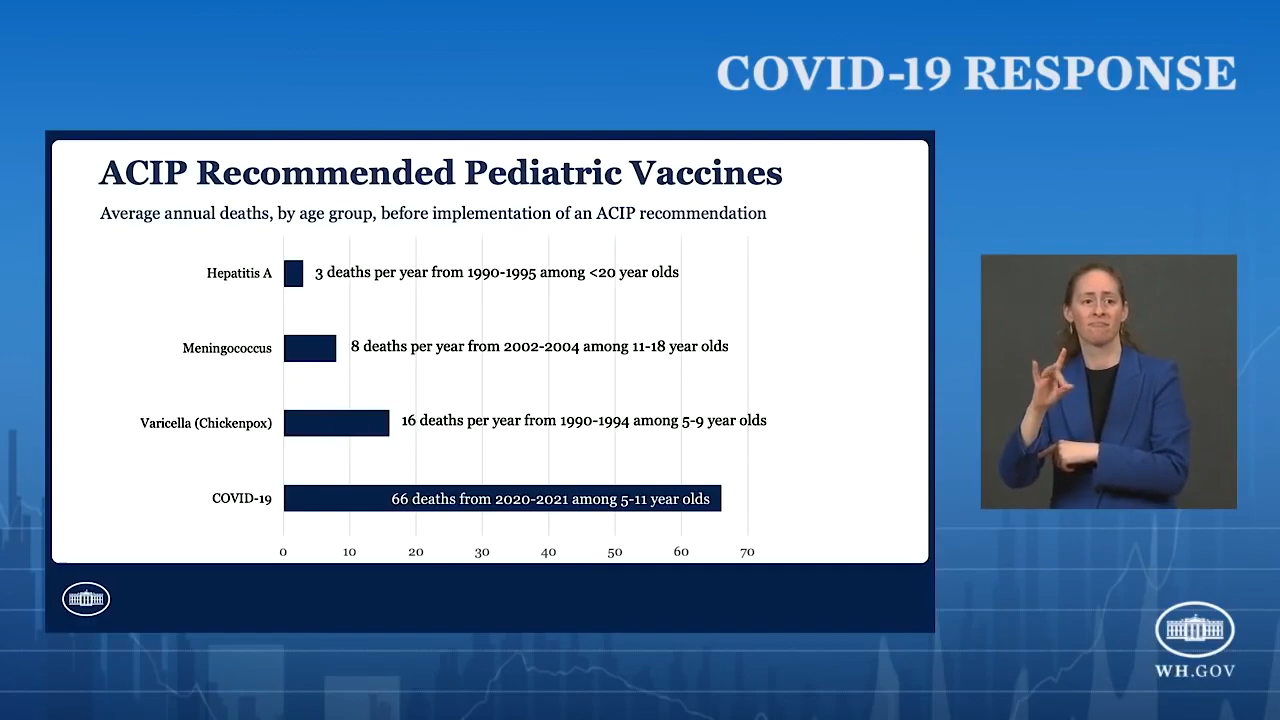 COVID-19 RESPONSE
ACIP Recommended Pediatric Vaccines
Average annual deaths, by age group, before implementation of an ACIP recommendation
Hepatitis A 3 deaths per year from 1990-1995 among <20 year olds
Meningococcus 8 deaths per year from 2002-2004 among 11-18 year olds
Varicella (Chickenpox) 16 deaths per year from 1990-1994 among 5-9 year olds
COVID-19 66 deaths from 2020-2021 among 5-11 year olds
0 10 20 30 40 50 60 70
WH.GOV